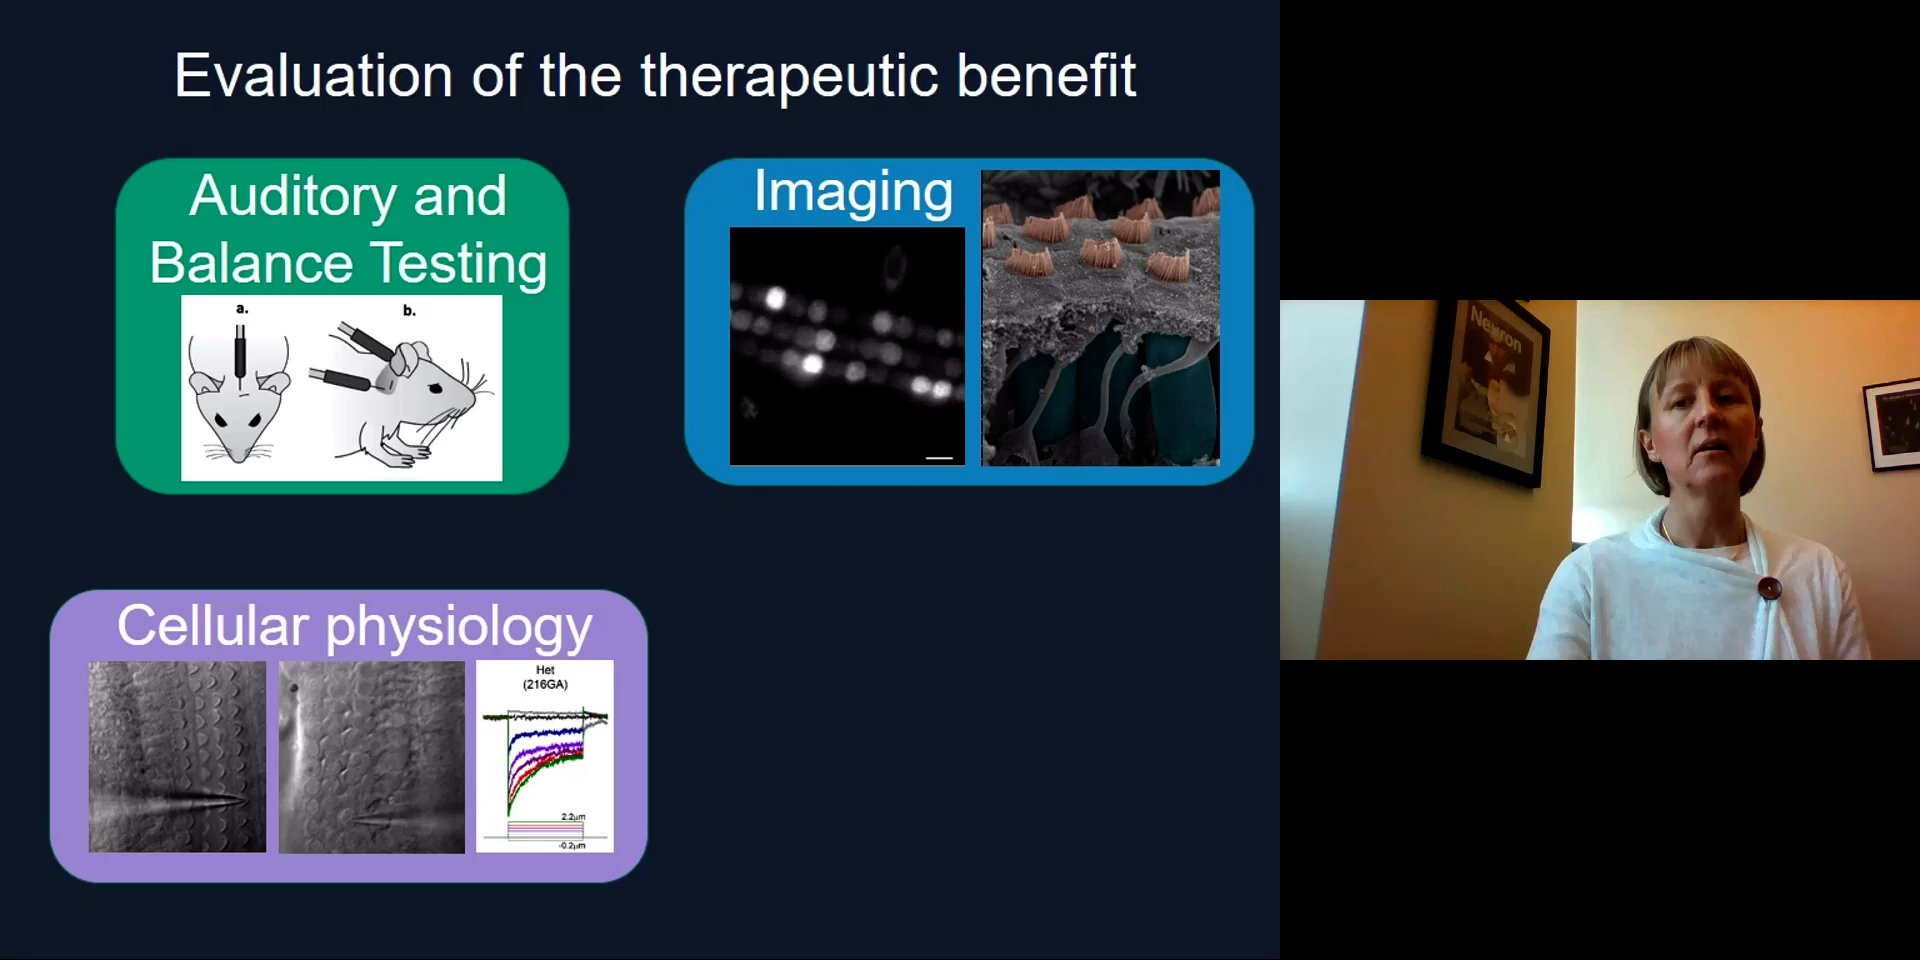 Evaluation of the therapeutic benefit
Auditory and
Balance Testing
a.
b.
Imaging
Cellular physiology
Het
(216GA)
2.2µm
-0.2µm
Neuron